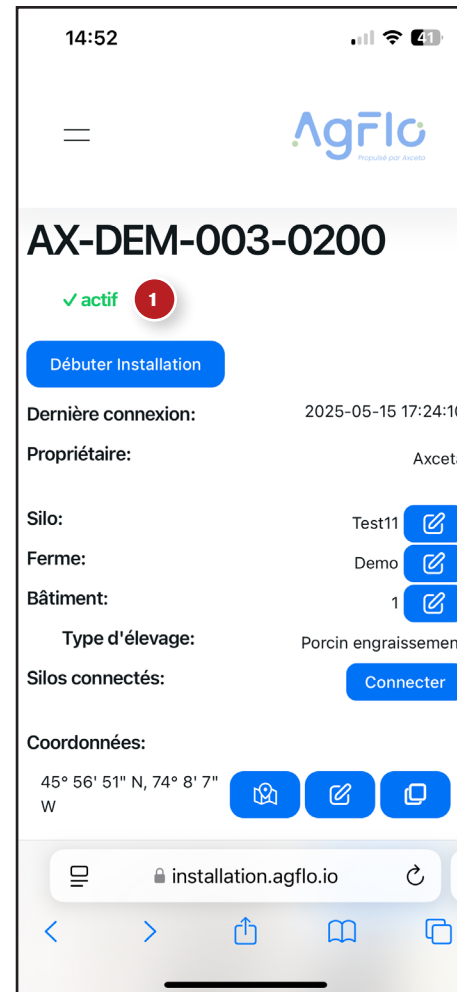 14:52
41
AgFlo
Propulsé par Axceta
AX-DEM-003-0200
✓ actif
1
Débuter Installation
Dernière connexion: 2025-05-15 17:24:10
Propriétaire: Axceta
Silo: Test11
Ferme: Demo
Bâtiment: 1
Type d'élevage: Porcin engraissemen
Silos connectés: Connecter
Coordonnées:
45° 56' 51" N, 74° 8' 7"
W
installation.agflo.io